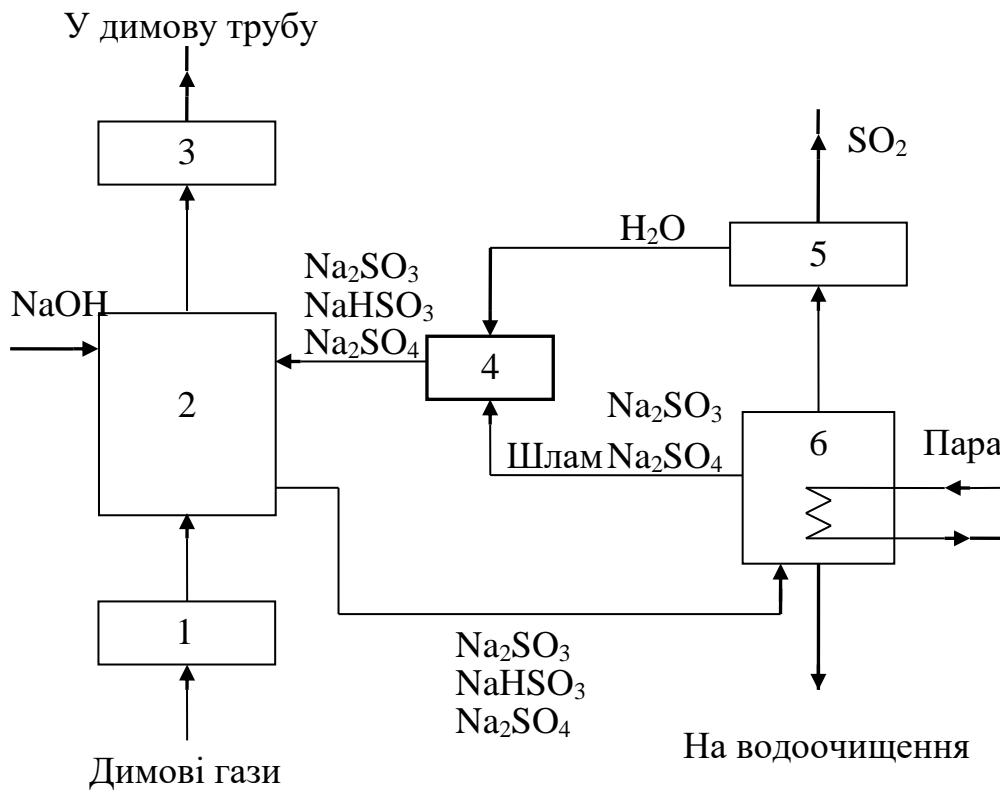 У димову трубу
3
SO₂
H₂O
5
Na₂SO₃
NaHSO₃
Na₂SO₄
NaOH
4
2
Na₂SO₃
Шлам Na₂SO₄
6
Пара
1
Na₂SO₃
NaHSO₃
Na₂SO₄
На водоочищення
Димові гази